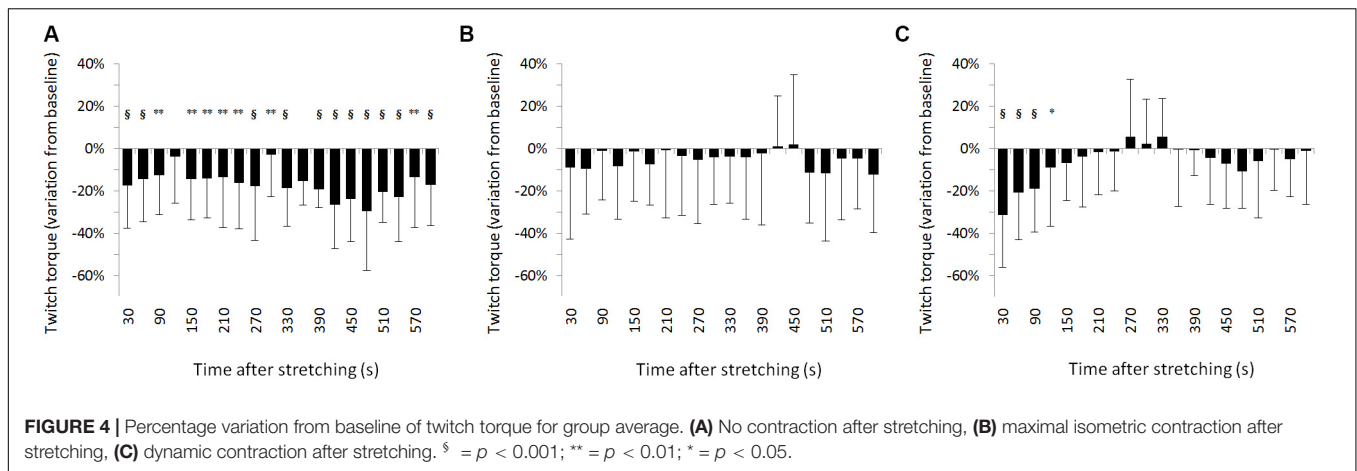 A
Twitch torque (variation from baseline)
40%
20%
0%
-20%
-40%
-60%
§ § ** ** ** ** ** § ** § § § § § § § ** §
30 90 150 210 270 330 390 450 510 570
Time after stretching (s)
B
Twitch torque (variation from baseline)
40%
20%
0%
-20%
-40%
-60%
30 90 150 210 270 330 390 450 510 570
Time after stretching (s)
C
Twitch torque (variation from baseline)
40%
20%
0%
-20%
-40%
-60%
§ § § *
30 90 150 210 270 330 390 450 510 570
Time after stretching (s)
FIGURE 4 | Percentage variation from baseline of twitch torque for group average. (A) No contraction after stretching, (B) maximal isometric contraction after
stretching, (C) dynamic contraction after stretching. § = p < 0.001; ** = p < 0.01; * = p < 0.05.